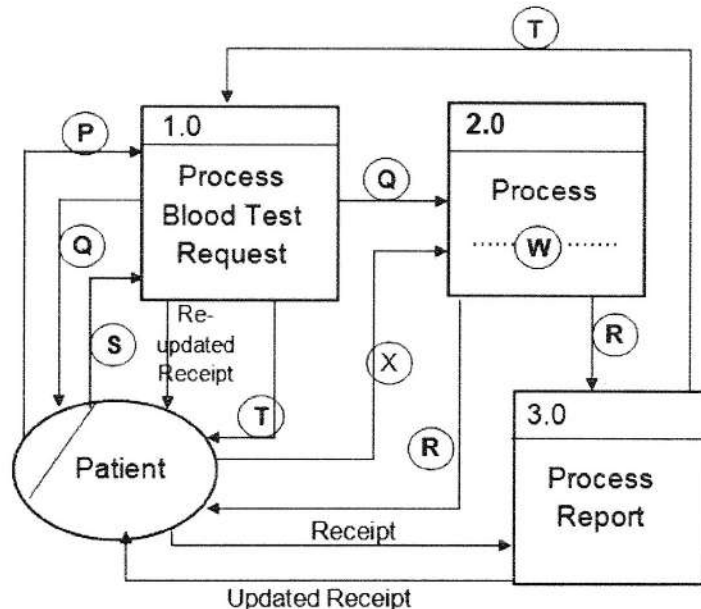 T
P
1.0
Process
Blood Test
Request
Q
2.0
Process
W
Q
S
Re-
updated
Receipt
T
X
R
R
3.0
Process
Report
Patient
Receipt
Updated Receipt